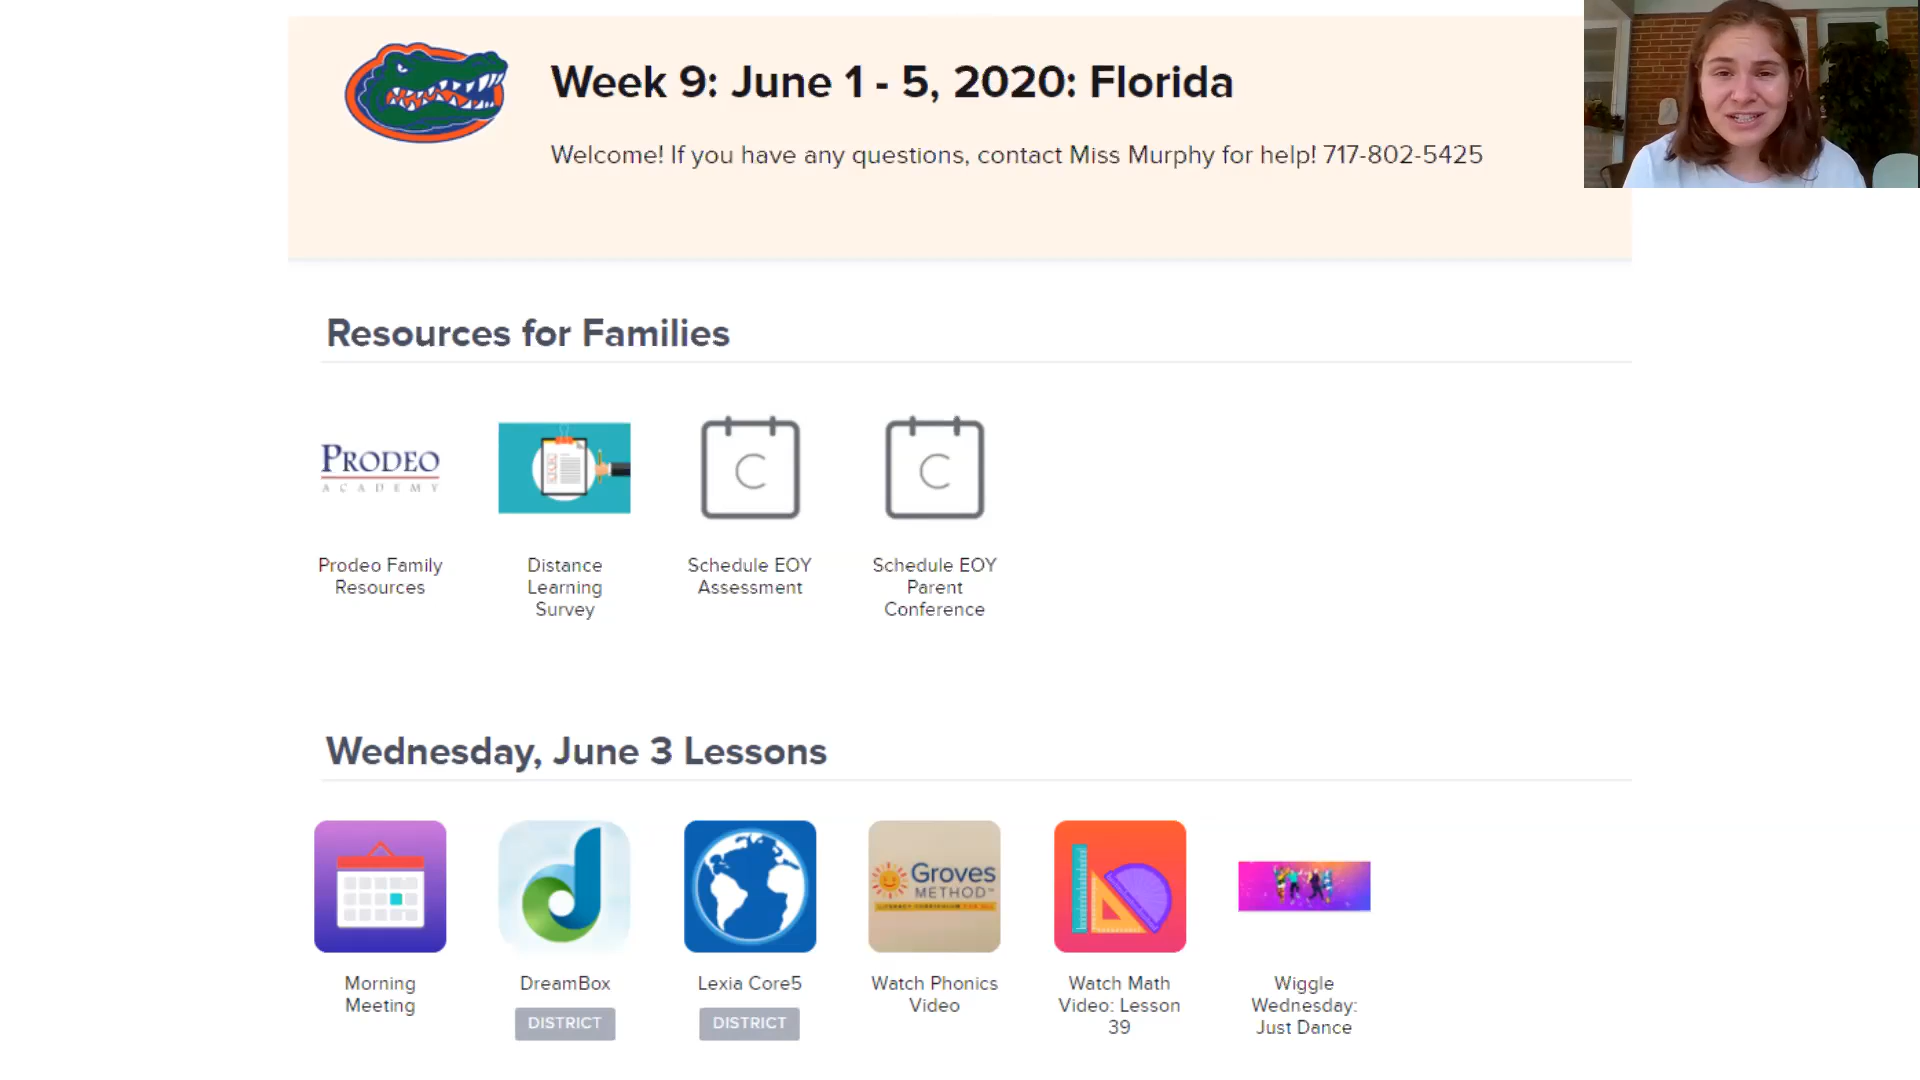 Week 9: June 1 - 5, 2020: Florida
Welcome! If you have any questions, contact Miss Murphy for help! 717-802-5425
Resources for Families
PRODEO
ACADEMY
C
C
Prodeo Family
Resources
Distance
Learning
Survey
Schedule EOY
Assessment
Schedule EOY
Parent
Conference
Wednesday, June 3 Lessons
Groves
METHOD™
Morning
Meeting
DreamBox
DISTRICT
Lexia Core5
DISTRICT
Watch Phonics
Video
Watch Math
Video: Lesson
39
Wiggle
Wednesday:
Just Dance